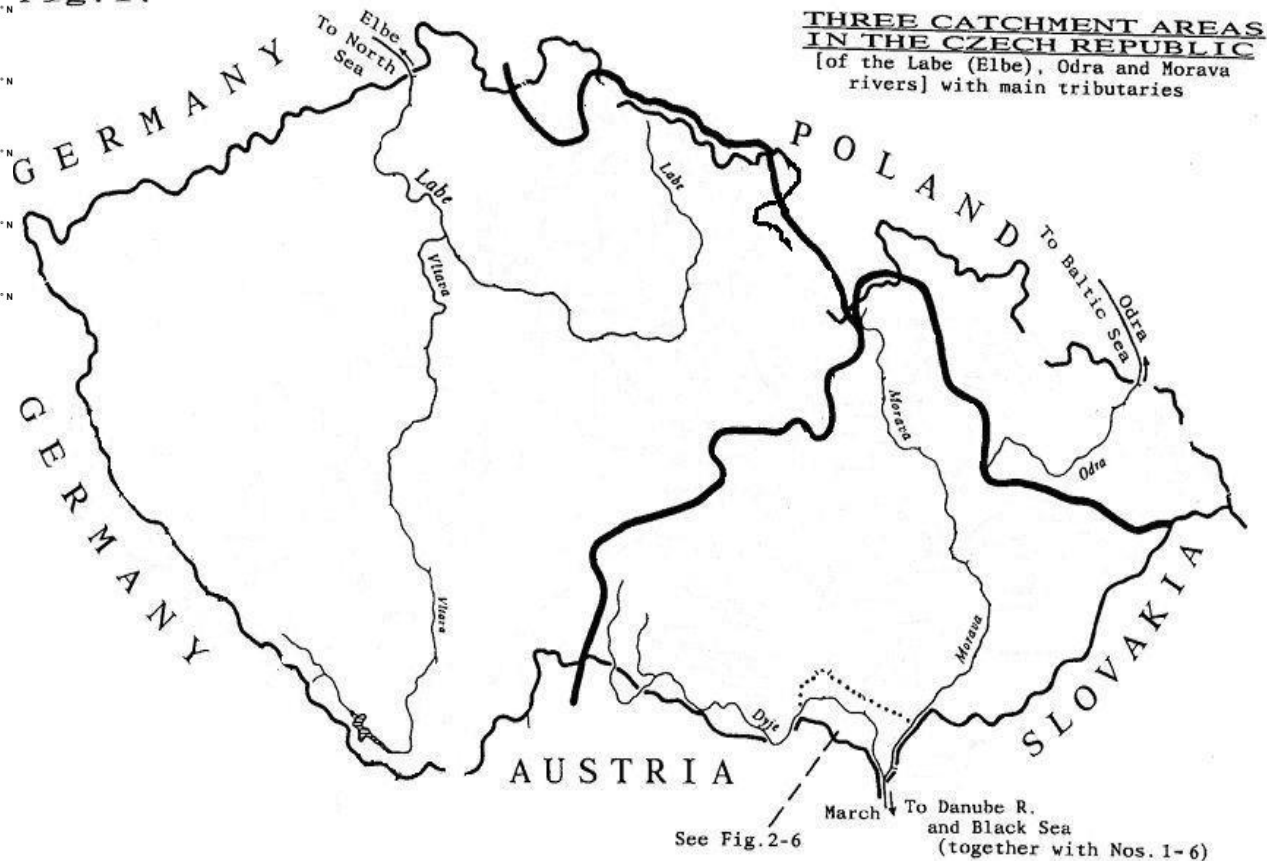 Fig.1.
°N
°N
°N
°N
°N
THREE CATCHMENT AREAS
IN THE CZECH REPUBLIC
[of the Labe (Elbe), Odra and Morava
rivers] with main tributaries
Elbe
To North
Sea
GERMANY
POLAND
Labe
Labe
To Baltic Sea
Odra
Vltava
GERMANY
Morava
Odra
Vltava
Morava
SLOVAKIA
Dyje
AUSTRIA
March
To Danube R.
and Black Sea
(together with Nos. 1-6)
See Fig.2-6